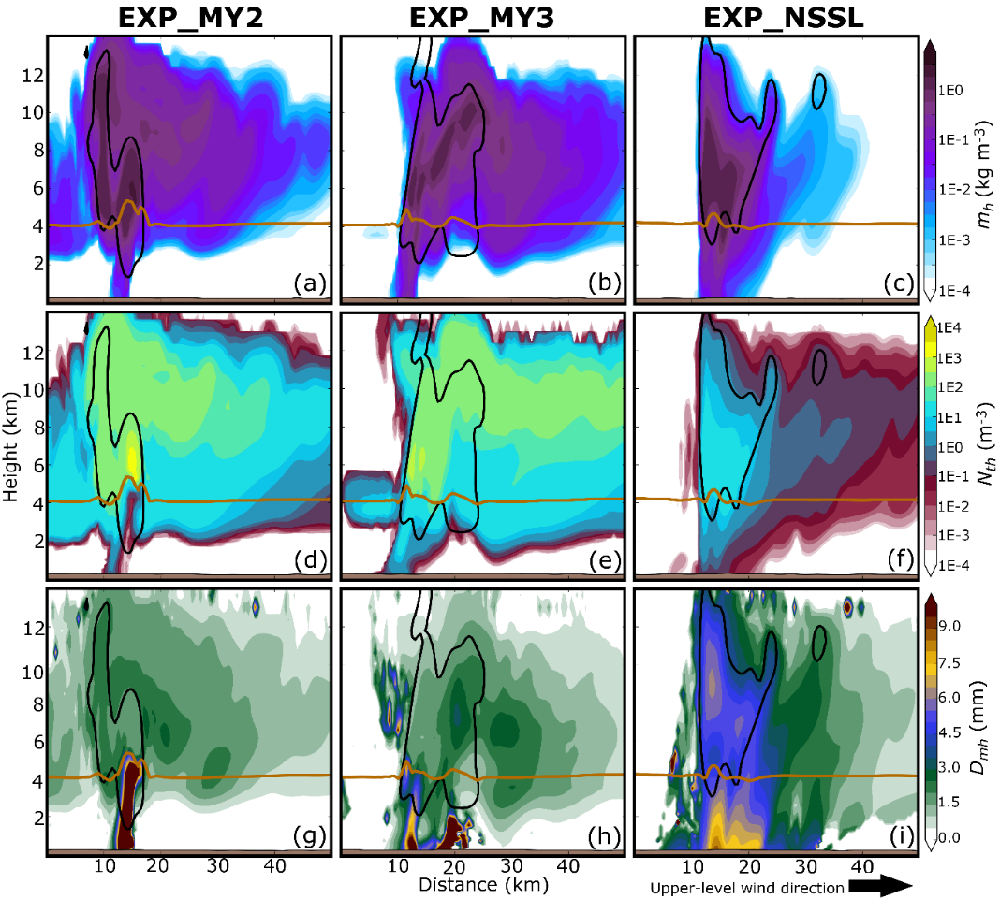 EXP_MY2 EXP_MY3 EXP_NSSL
12
10
8
6
4
2
(a) (b) (c)
1E0
1E-1
1E-2
1E-3
1E-4
m_h (kg m⁻³)
12
10
8
6
4
2
Height (km)
(d) (e) (f)
1E4
1E3
1E2
1E1
1E0
1E-1
1E-2
1E-3
1E-4
N_th (m⁻³)
12
10
8
6
4
2
(g) (h) (i)
9.0
7.5
6.0
4.5
3.0
1.5
0.0
D_mh (mm)
10 20 30 40 10 20 30 40 10 20 30 40
Distance (km)
Upper-level wind direction